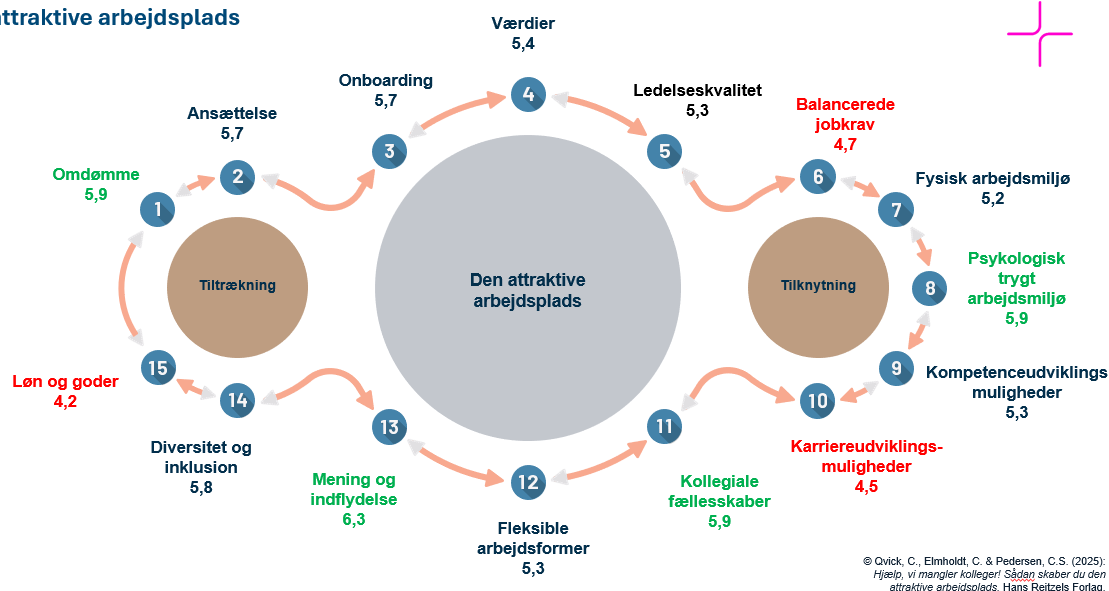 attraktive arbejdsplads
Værdier
5,4
Onboarding
5,7
Ledelseskvalitet
5,3
Ansættelse
5,7
Balancerede
jobkrav
4,7
Omdømme
5,9
Fysisk arbejdsmiljø
5,2
4
3
5
2
6
1
7
Tiltrækning
Den attraktive
arbejdsplads
Tilknytning
Psykologisk
trygt
arbejdsmiljø
5,9
8
15
9
14
10
13
11
12
Løn og goder
4,2
Kompetenceudviklings
muligheder
5,3
Diversitet og
inklusion
5,8
Mening og
indflydelse
6,3
Fleksible
arbejdsformer
5,3
Kollegiale
fællesskaber
5,9
Karriereudviklings-
muligheder
4,5
© Qvick, C., Elmholdt, C. & Pedersen, C.S. (2025):
Hjælp, vi mangler kolleger! Sådan skaber du den
attraktive arbejdsplads. Hans Reitzels Forlag.